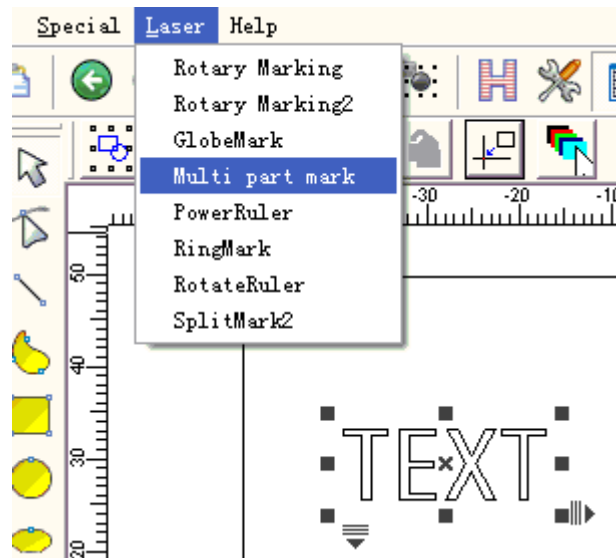 Special Laser Help
Rotary Marking
Rotary Marking2
GlobeMark
Multi part mark
PowerRuler
RingMark
RotateRuler
SplitMark2
-30 -20 -10
50
40
30
20
TEXT